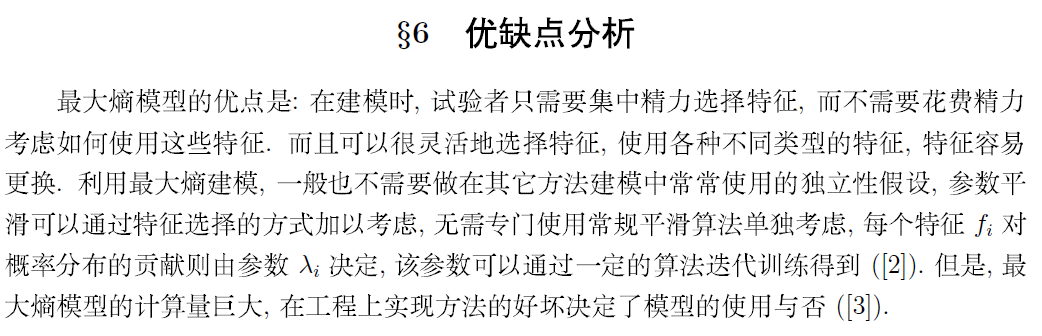 §6 优缺点分析
最大熵模型的优点是: 在建模时, 试验者只需要集中精力选择特征, 而不需要花费精力
考虑如何使用这些特征. 而且可以很灵活地选择特征, 使用各种不同类型的特征, 特征容易
更换. 利用最大熵建模, 一般也不需要做在其它方法建模中常常使用的独立性假设, 参数平
滑可以通过特征选择的方式加以考虑, 无需专门使用常规平滑算法单独考虑, 每个特征 fᵢ 对
概率分布的贡献则由参数 λᵢ 决定, 该参数可以通过一定的算法迭代训练得到 ([2]). 但是, 最
大熵模型的计算量巨大, 在工程上实现方法的好坏决定了模型的使用与否 ([3]).